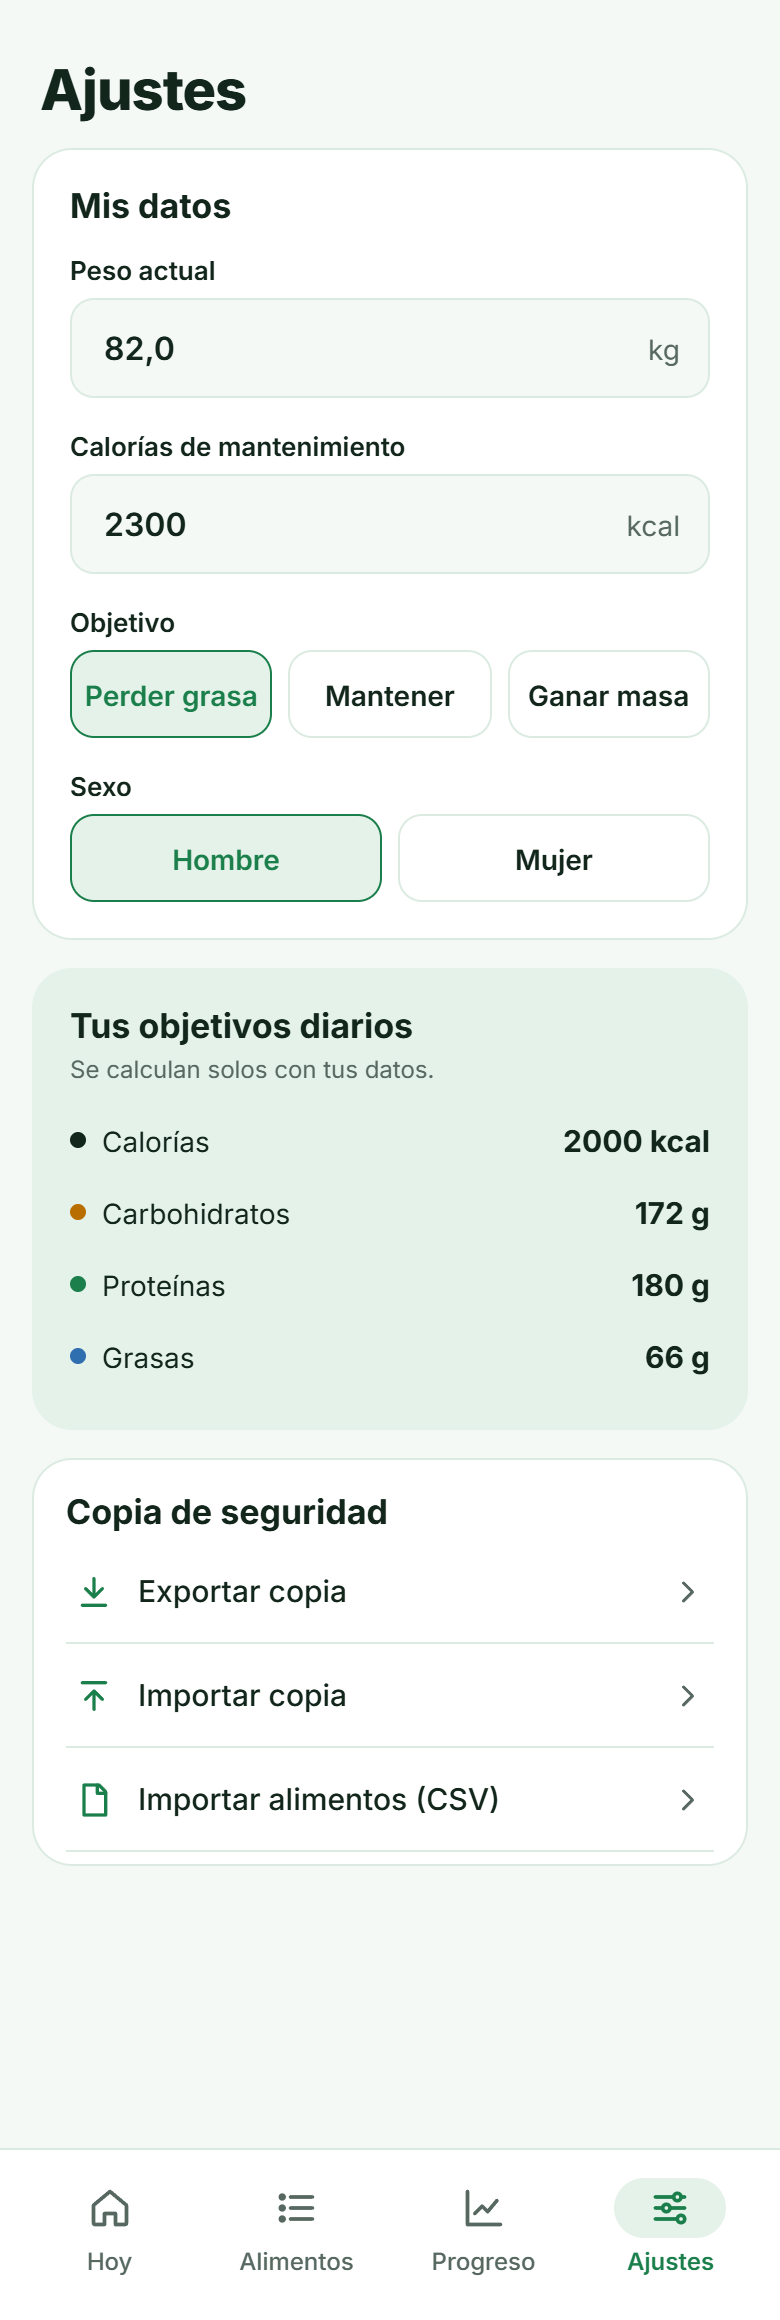 Ajustes
Mis datos
Peso actual
82,0 kg
Calorías de mantenimiento
2300 kcal
Objetivo
Perder grasa Mantener Ganar masa
Sexo
Hombre Mujer
Tus objetivos diarios
Se calculan solos con tus datos.
Calorías 2000 kcal
Carbohidratos 172 g
Proteínas 180 g
Grasas 66 g
Copia de seguridad
Exportar copia
Importar copia
Importar alimentos (CSV)
Hoy Alimentos Progreso Ajustes